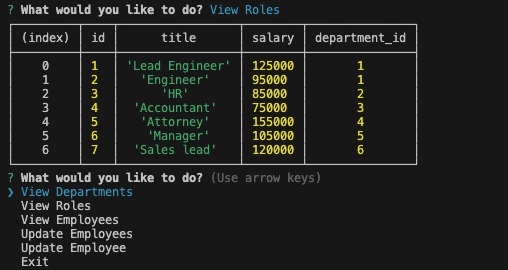 ? What would you like to do? View Roles
(index) id title salary department_id
0 1 'Lead Engineer' 125000 1
1 2 'Engineer' 95000 1
2 3 'HR' 85000 2
3 4 'Accountant' 75000 3
4 5 'Attorney' 155000 4
5 6 'Manager' 105000 5
6 7 'Sales lead' 120000 6
? What would you like to do? (Use arrow keys)
❯ View Departments
View Roles
View Employees
Update Employees
Update Employee
Exit